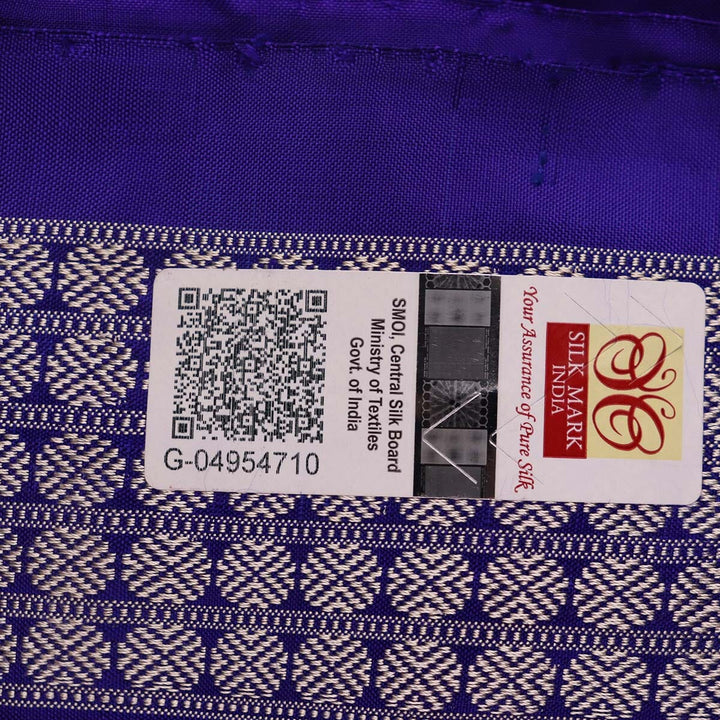 G-04954710
SMOI, Central Silk Board
Ministry of Textiles
Govt. of India
Your Assurance of Pure Silk
SILK MARK
INDIA